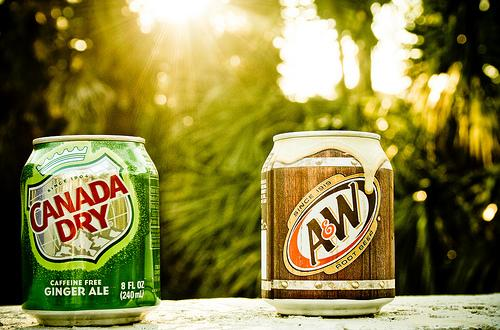 SINCE 1904
CANADA
DRY
CAFFEINE FREE
GINGER ALE
8 FL OZ
(240 mL)
SINCE 1919
A&W
ROOT BEER